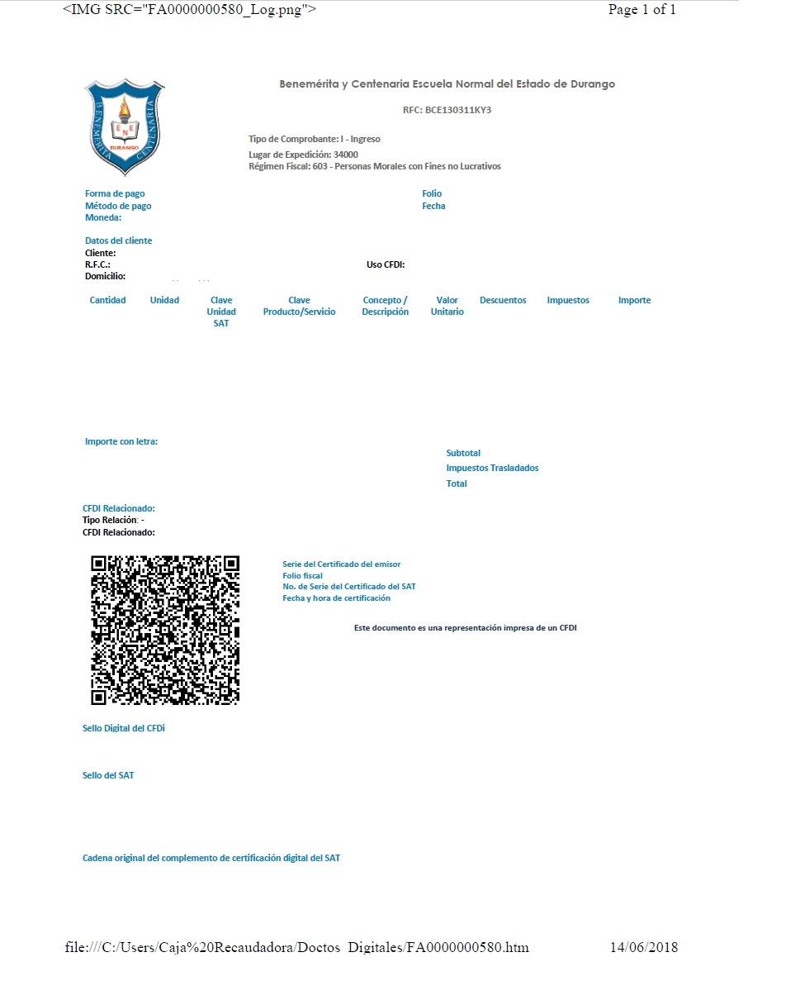 <IMG SRC="FA0000000580_Log.png">
Page 1 of 1
BENEMÉRITA Y CENTENARIA
E E
N
DURANGO
Benemérita y Centenaria Escuela Normal del Estado de Durango
RFC: BCE130311KY3
Tipo de Comprobante: I - Ingreso
Lugar de Expedición: 34000
Régimen Fiscal: 603 - Personas Morales con Fines no Lucrativos
Forma de pago
Folio
Método de pago
Fecha
Moneda:
Datos del cliente
Cliente:
R.F.C.:
Uso CFDI:
Domicilio:
Cantidad
Unidad
Clave
Unidad
SAT
Clave
Producto/Servicio
Concepto /
Descripción
Valor
Unitario
Descuentos
Impuestos
Importe
Importe con letra:
Subtotal
Impuestos Trasladados
Total
CFDI Relacionado:
Tipo Relación: -
CFDI Relacionado:
Serie del Certificado del emisor
Folio fiscal
No. de Serie del Certificado del SAT
Fecha y hora de certificación
Este documento es una representación impresa de un CFDI
Sello Digital del CFDi
Sello del SAT
Cadena original del complemento de certificación digital del SAT
file:///C:/Users/Caja%20Recaudadora/Doctos_Digitales/FA0000000580.htm
14/06/2018